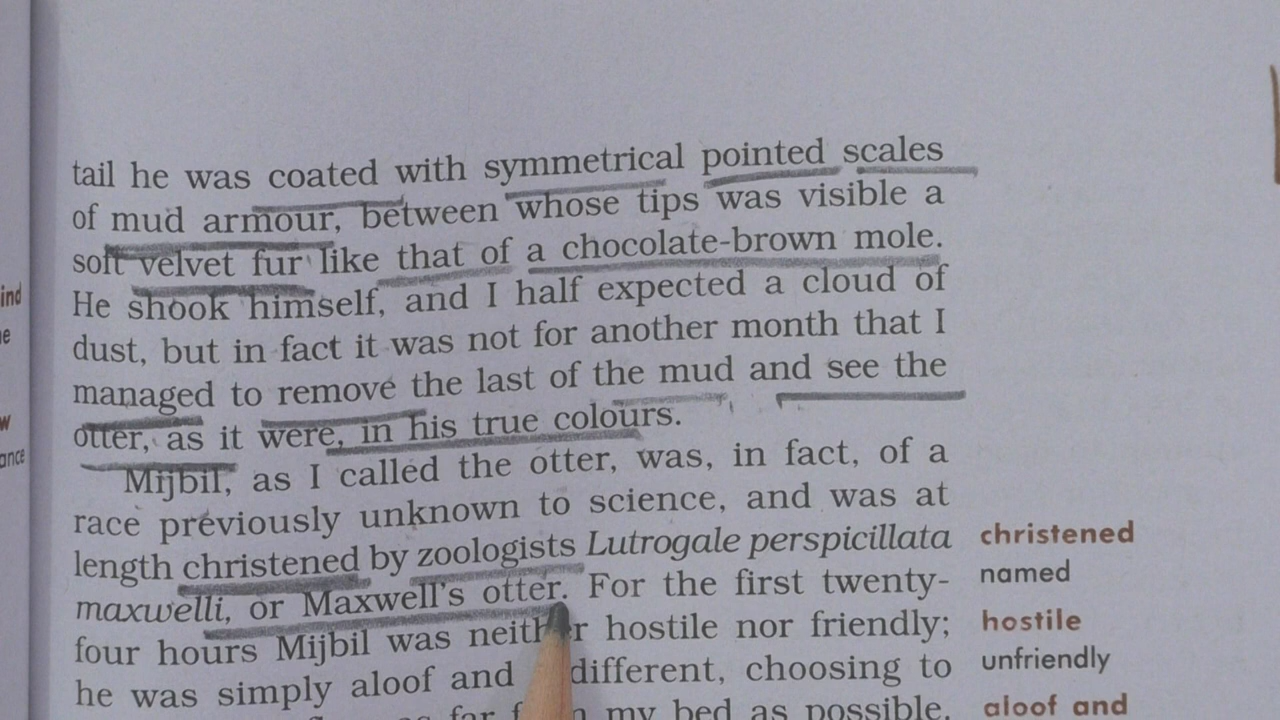 tail he was coated with symmetrical pointed scales
of mud armour, between whose tips was visible a
soft velvet fur like that of a chocolate-brown mole.
He shook himself, and I half expected a cloud of
dust, but in fact it was not for another month that I
managed to remove the last of the mud and see the
otter, as it were, in his true colours.
Mijbil, as I called the otter, was, in fact, of a
race previously unknown to science, and was at
length christened by zoologists Lutrogale perspicillata
maxwelli, or Maxwell's otter. For the first twenty-
four hours Mijbil was neither hostile nor friendly;
he was simply aloof and different, choosing to
far my bed as possible.
christened
named
hostile
unfriendly
aloof and